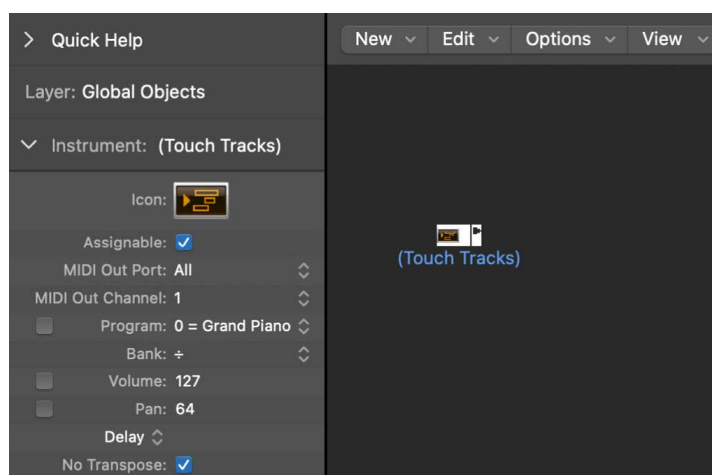 Quick Help
Layer: Global Objects
Instrument: (Touch Tracks)
Icon:
Assignable:
MIDI Out Port: All
MIDI Out Channel: 1
Program: 0 = Grand Piano
Bank: ÷
Volume: 127
Pan: 64
Delay
No Transpose:
New Edit Options View
(Touch Tracks)